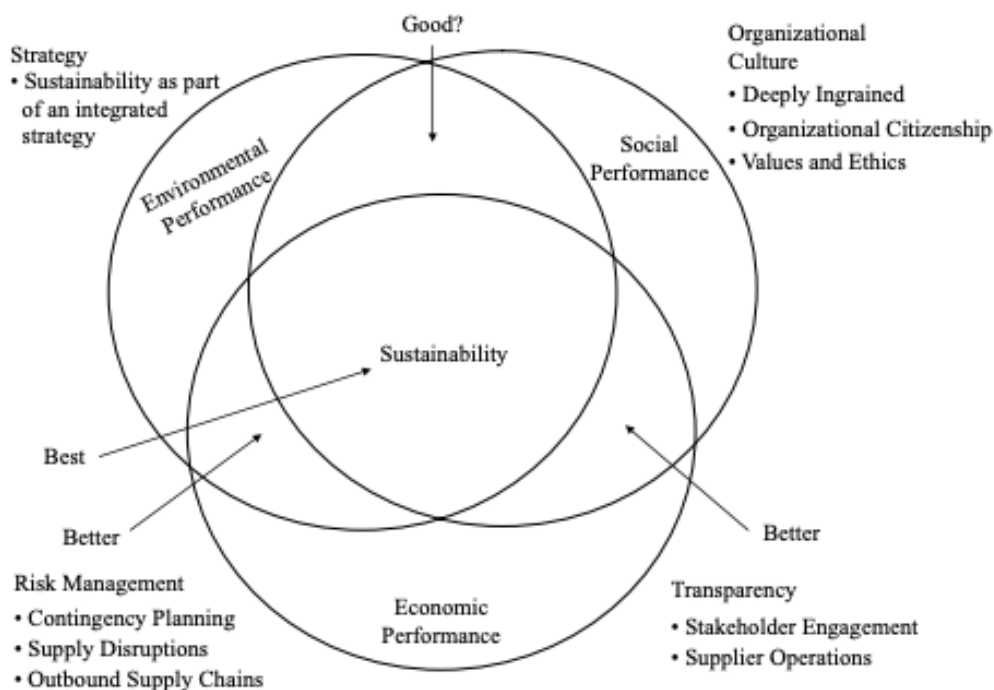 Good?
Strategy
• Sustainability as part
of an integrated
strategy
Organizational
Culture
• Deeply Ingrained
• Organizational Citizenship
• Values and Ethics
Environmental
Performance
Social
Performance
Sustainability
Best
Better
Better
Risk Management
• Contingency Planning
• Supply Disruptions
• Outbound Supply Chains
Economic
Performance
Transparency
• Stakeholder Engagement
• Supplier Operations